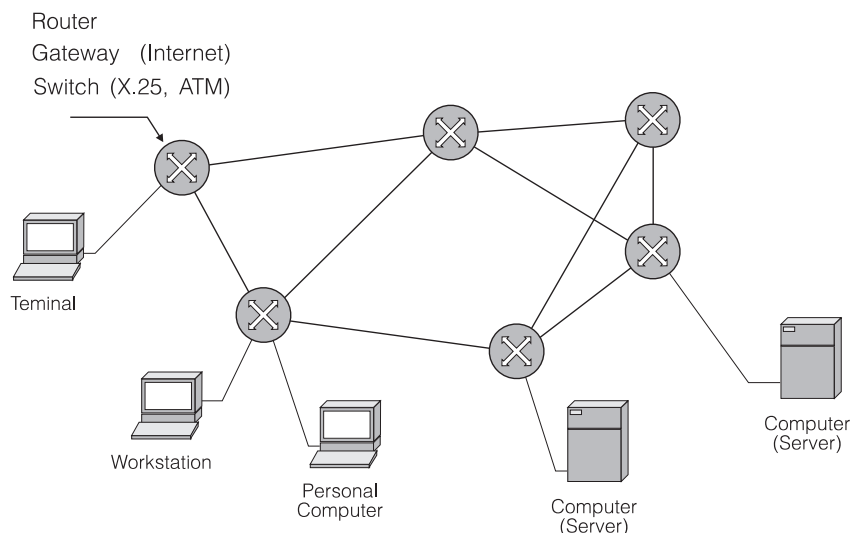 Router
Gateway (Internet)
Switch (X.25, ATM)
Teminal
Workstation
Personal
Computer
Computer
(Server)
Computer
(Server)